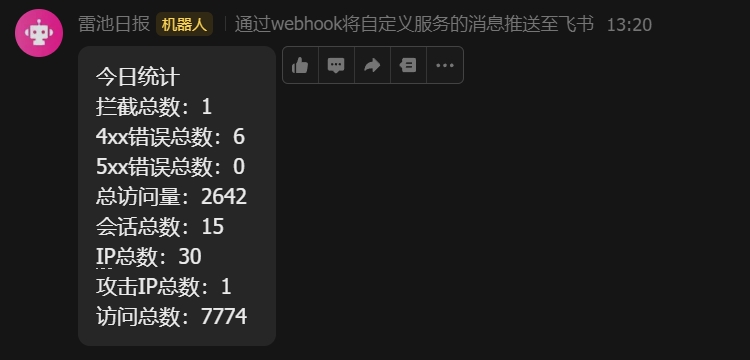 雷池日报 机器人 通过webhook将自定义服务的消息推送至飞书 13:20
今日统计
拦截总数：1
4xx错误总数：6
5xx错误总数：0
总访问量：2642
会话总数：15
IP总数：30
攻击IP总数：1
访问总数：7774